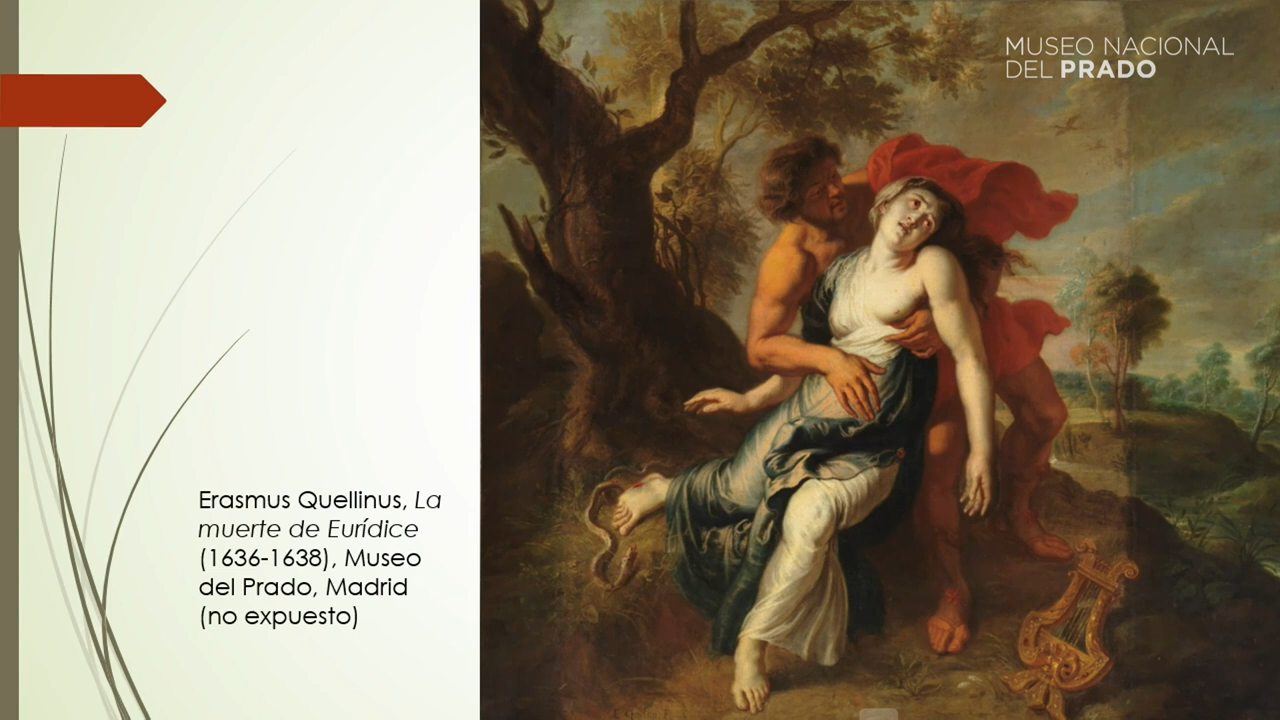 MUSEO NACIONAL
DEL PRADO
Erasmus Quellinus, La
muerte de Eurídice
(1636-1638), Museo
del Prado, Madrid
(no expuesto)